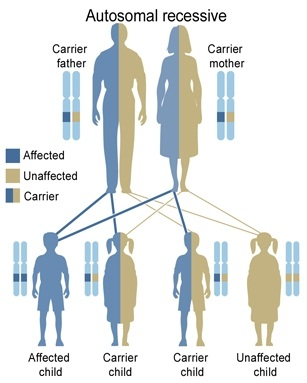 Autosomal recessive
Carrier
father
Carrier
mother
Affected
Unaffected
Carrier
Affected
child
Carrier
child
Carrier
child
Unaffected
child